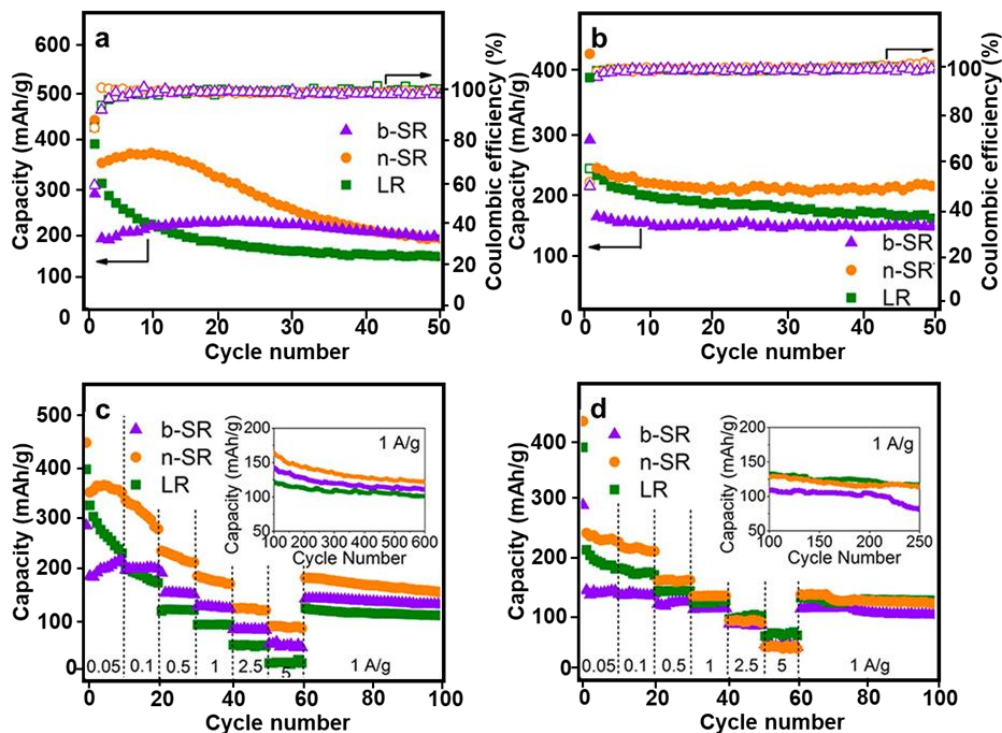 a
Capacity (mAh/g)
600
500
400
300
200
100
0
Coulombic efficiency (%)
100
80
60
40
20
0
b-SR
n-SR
LR
0
10
20
30
40
50
Cycle number
b
Capacity (mAh/g)
400
300
200
100
0
Coulombic efficiency (%)
100
80
60
40
20
0
b-SR
n-SR
LR
0
10
20
30
40
50
Cycle number
c
Capacity (mAh/g)
500
400
300
200
100
0
b-SR
n-SR
LR
1 A/g
Capacity (mAh/g)
200
150
100
50
100 200 300 400 500 600
Cycle Number
0.05 0.1 0.5 1 2.5 5 1 A/g
0 20 40 60 80 100
Cycle number
d
Capacity (mAh/g)
400
300
200
100
0
b-SR
n-SR
LR
1 A/g
Capacity (mAh/g)
200
150
100
50
100 150 200 250
Cycle Number
0.05 0.1 0.5 1 2.5 5 1 A/g
0 20 40 60 80 100
Cycle number